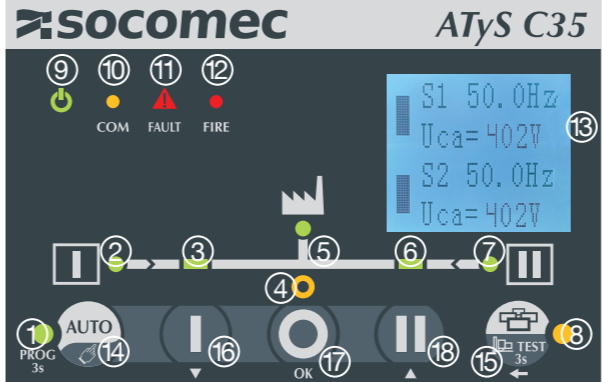 socomec ATyS C35
⑨ ⑩ ⑪ ⑫
COM FAULT FIRE
S1 50.0Hz
Uca=402V
⑬
S2 50.0Hz
Uca=402V
I ② ③ ⑤ ⑥ ⑦ II
④
① AUTO I O II ⑧
PROG
3s
⑭ ⑯ ⑰ ⑱ ⑮ TEST
3s
▼ OK ▲ ←